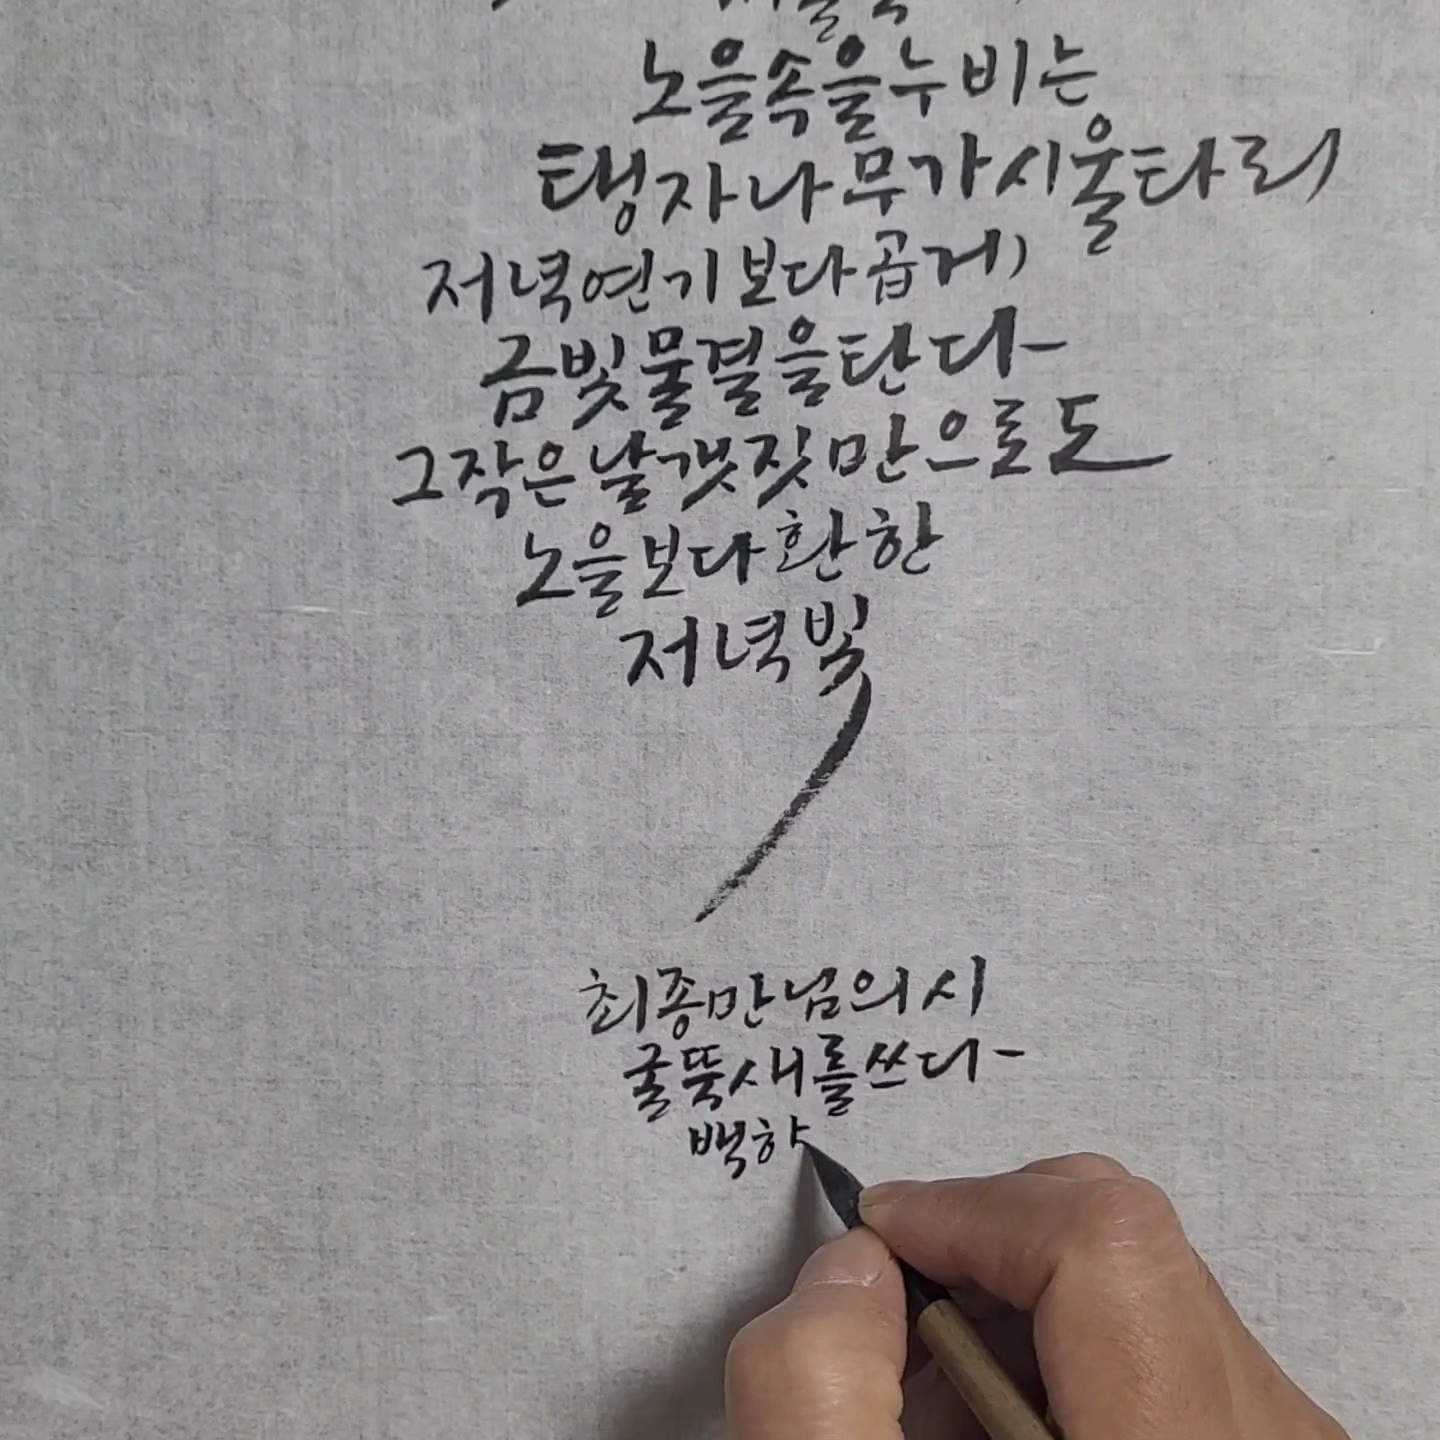 노을속을누비는
탱자나무가시울타리
저녁연기보다곱게
금빛물결을탄다
그작은날갯짓만으로도
노을보다환한
저녁빛
최종만님의시
굴뚝새를쓰다
백하